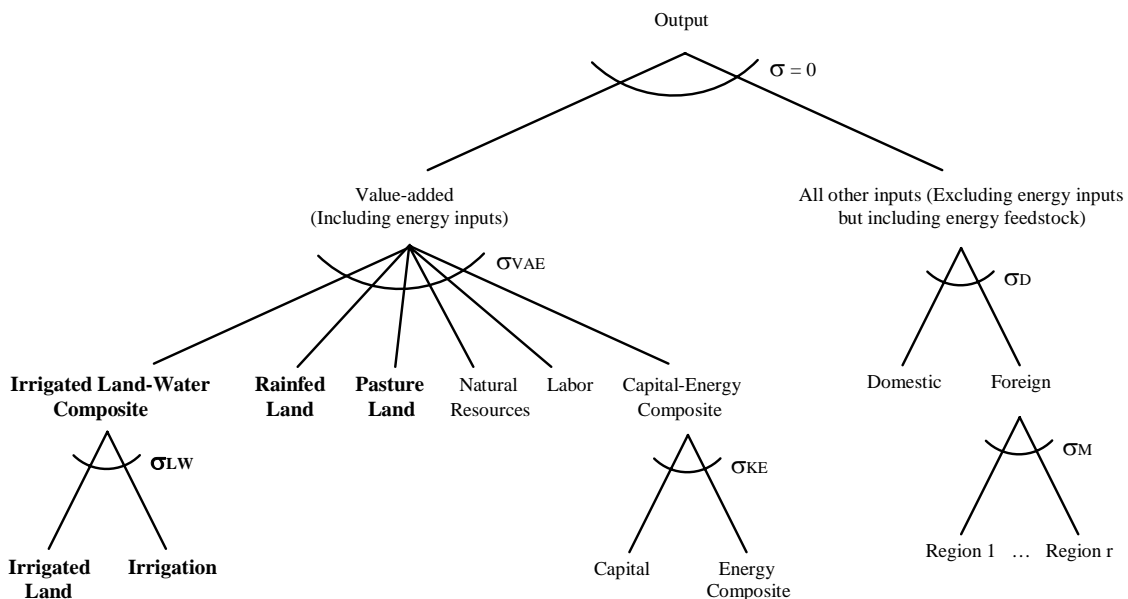 Output
σ = 0
Value-added
(Including energy inputs)
All other inputs (Excluding energy inputs
but including energy feedstock)
σVAE
σD
Irrigated Land-Water
Composite
Rainfed
Land
Pasture
Land
Natural
Resources
Labor
Capital-Energy
Composite
Domestic
Foreign
σLW
σKE
σM
Irrigated
Land
Irrigation
Capital
Energy
Composite
Region 1 … Region r